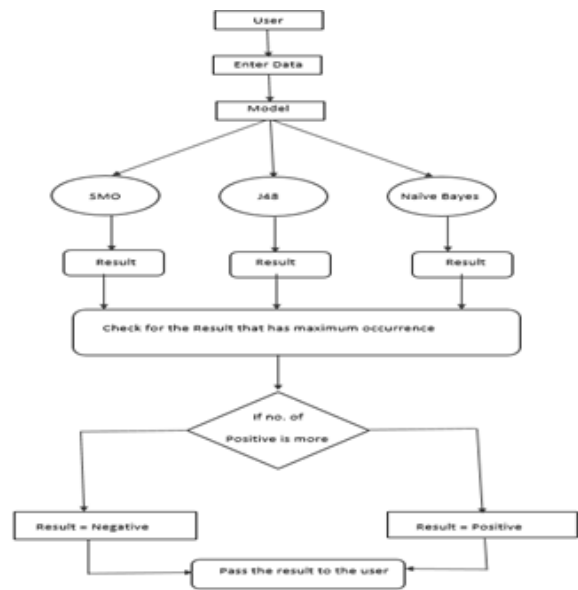 User
Enter Data
Model
SMO
J48
Naïve Bayes
Result
Result
Result
Check for the Result that has maximum occurrence
If no. of
Positive is more
Result = Negative
Result = Positive
Pass the result to the user